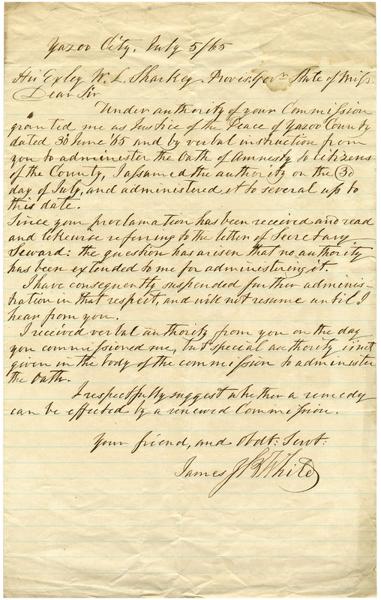 Yazoo City, July 5/65
His Exlcy W. L. Sharkey. Provis. Govr. State of Miss.
Dear Sir
Under authority of your Commission
granted me as Justice of the Peace of Yazoo County
dated 30 June /65 and by verbal instruction from
you to administer the Oath of Amnesty to citizens
of the County, I assumed the authority on the (3d
day of July, and administered it to several up to
this date.
Since your proclamation has been received and read
and likewise referring to the letter of Secretary
Seward: the question has arisen that no authority
has been extended to me for administering it.
I have consequently suspended further adminis-
tration in that respect, and will not resume until I
hear from you.
I received verbal authority from you on the day
you commissioned me, but special authority is not
given in the body of the commission to administer
the Oath.
I respectfully suggest whether a remedy
can be effected by a renewed Commission.
Your friend, and Obdt: Servt:
James J. B. White